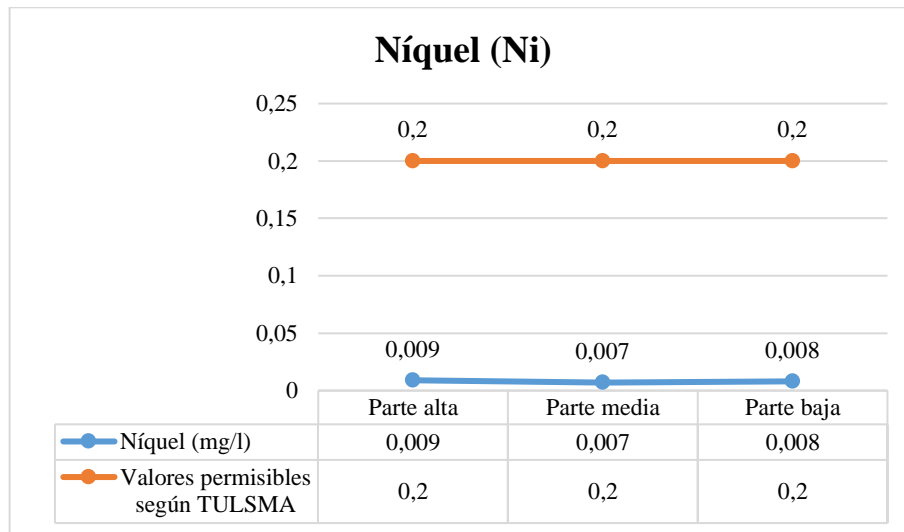 Níquel (Ni)
0,25
0,2
0,15
0,1
0,05
0
0,2 0,2 0,2
0,009 0,007 0,008
Parte alta Parte media Parte baja
Níquel (mg/l) 0,009 0,007 0,008
Valores permisibles
según TULSMA 0,2 0,2 0,2